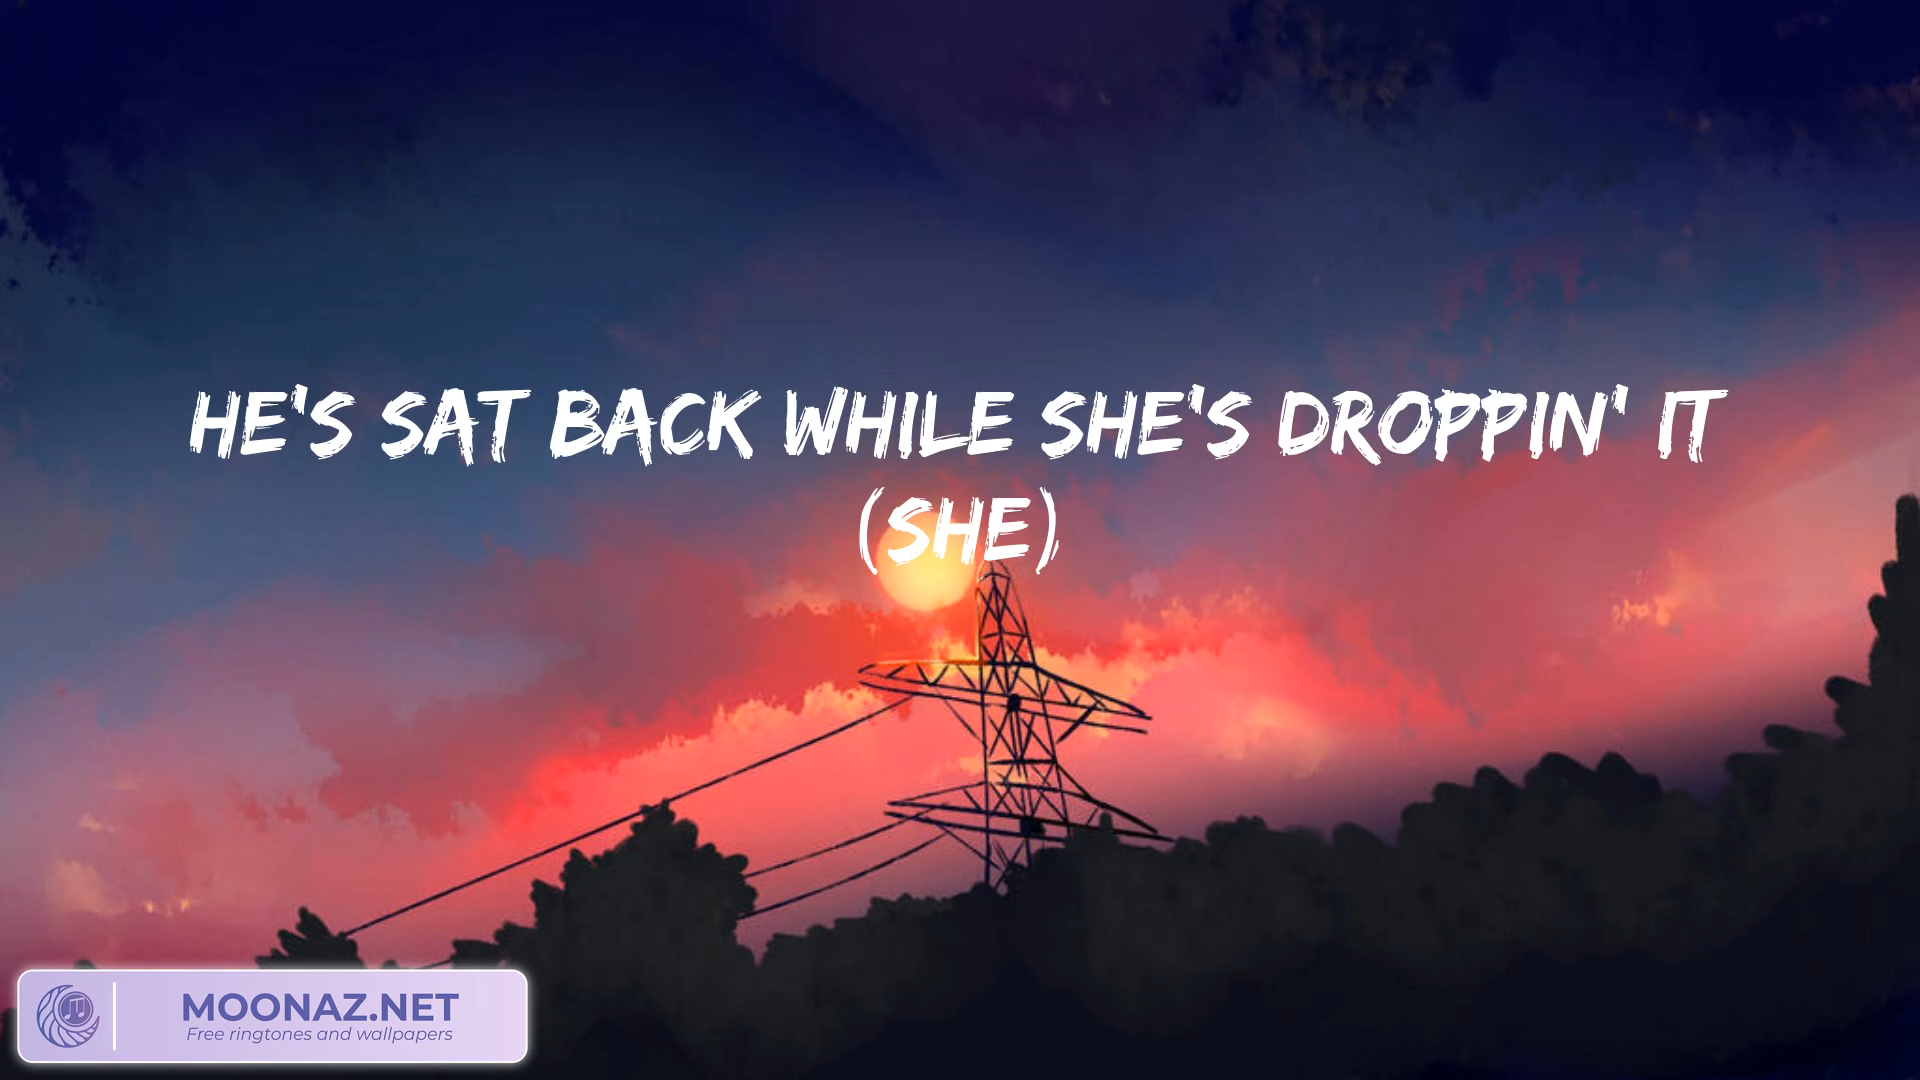 HE'S SAT BACK WHILE SHE'S DROPPIN' IT
(SHE)
MOONAZ.NET
Free ringtones and wallpapers